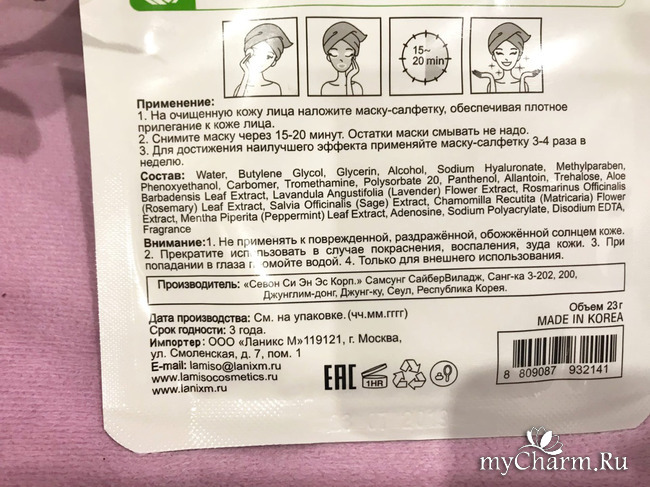 15~
20 min
Применение:
1. На очищенную кожу лица наложите маску-салфетку, обеспечивая плотное
прилегание к коже лица.
2. Снимите маску через 15-20 минут. Остатки маски смывать не надо.
3. Для достижения наилучшего эффекта применяйте маску-салфетку 3-4 раза в
неделю.
Состав: Water, Butylene Glycol, Glycerin, Alcohol, Sodium Hyaluronate, Methylparaben,
Phenoxyethanol, Carbomer, Tromethamine, Polysorbate 20, Panthenol, Allantoin, Trehalose, Aloe
Barbadensis Leaf Extract, Lavandula Angustifolia (Lavender) Flower Extract, Rosmarinus Officinalis
(Rosemary) Leaf Extract, Salvia Officinalis (Sage) Extract, Chamomilla Recutita (Matricaria) Flower
Extract, Mentha Piperita (Peppermint) Leaf Extract, Adenosine, Sodium Polyacrylate, Disodium EDTA,
Fragrance
Внимание:1. Не применять к поврежденной, раздражённой, обожжённой солнцем коже.
2. Прекратите использовать в случае покраснения, воспаления, зуда кожи. 3. При
попадании в глаза промойте водой. 4. Только для внешнего использования.
Производитель: «Севон Си Эн Эс Корп.» Самсунг СайберВиладж, Санг-ка 3-202, 200,
Джунглим-донг, Джунг-ку, Сеул, Республика Корея.
Объем 23г
MADE IN KOREA
Дата производства: См. на упаковке.(чч.мм.гггг)
Срок годности: 3 года.
Импортер: ООО «Ланикс М»119121, г. Москва,
ул. Смоленская, д. 7, пом. 1
E-mail: lamiso@lanixm.ru
www.lamisocosmetics.ru
www.lanixm.ru
EAC
1HR
8 809087 932141
myCharm.Ru